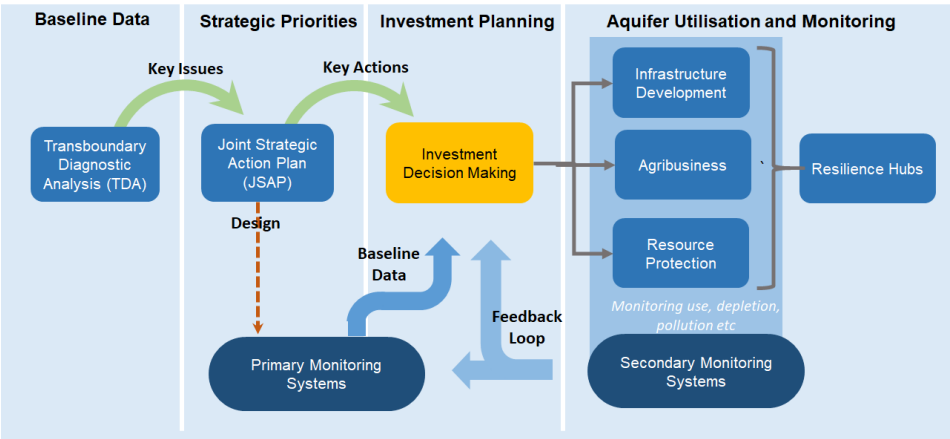 Baseline Data
Strategic Priorities
Investment Planning
Aquifer Utilisation and Monitoring
Key Issues
Key Actions
Transboundary
Diagnostic
Analysis (TDA)
Joint Strategic
Action Plan
(JSAP)
Investment
Decision Making
Infrastructure
Development
Agribusiness
`
Resilience Hubs
Resource
Protection
Design
Baseline
Data
Feedback
Loop
Monitoring use, depletion,
pollution etc
Primary Monitoring
Systems
Secondary Monitoring
Systems